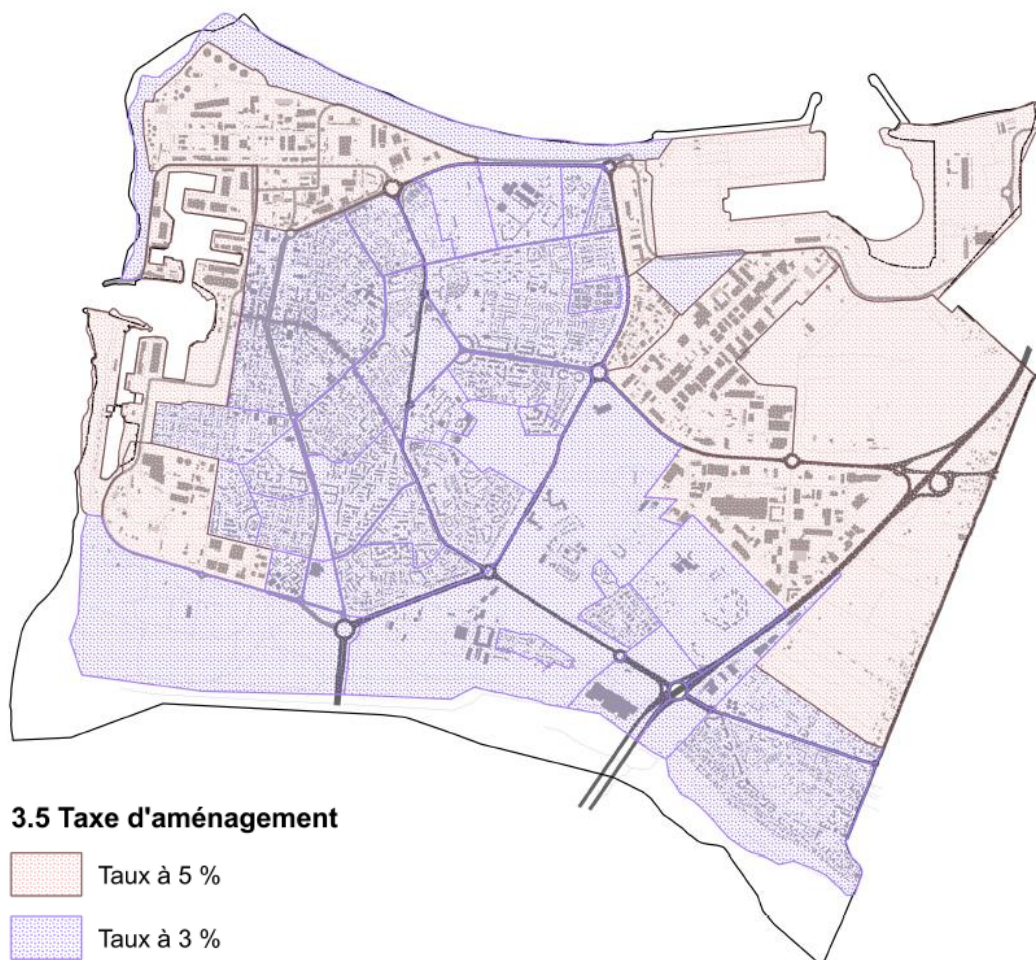 3.5 Taxe d'aménagement
Taux à 5 %
Taux à 3 %